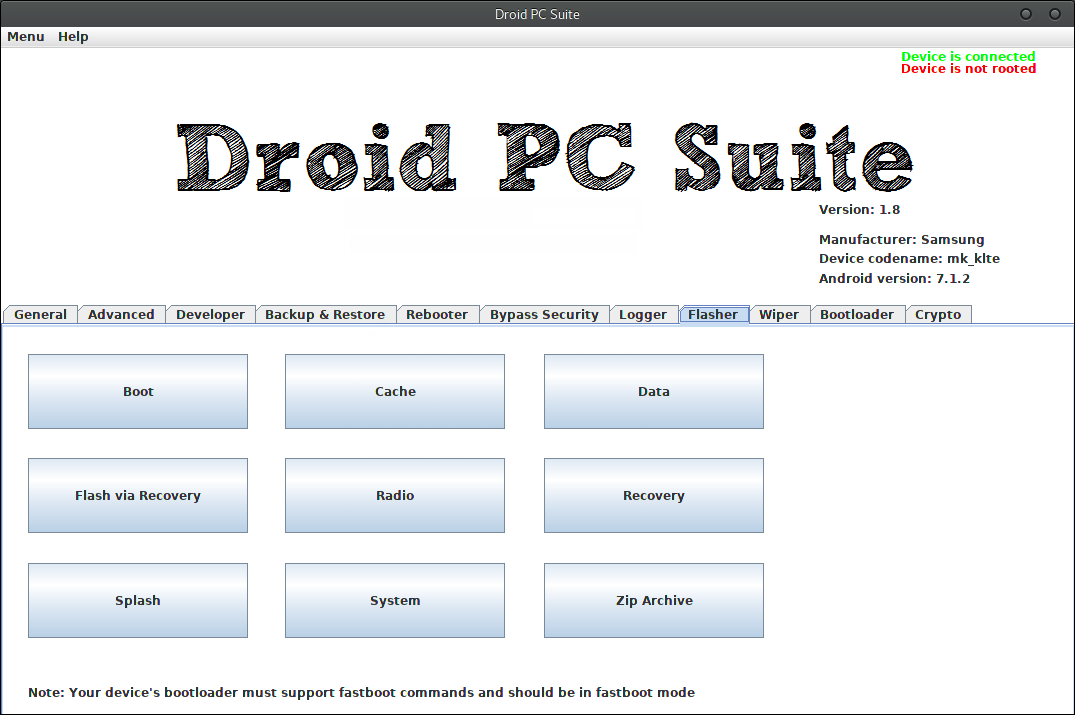 Droid PC Suite
Menu Help
Device is connected
Device is not rooted
Droid PC Suite
Version: 1.8
Manufacturer: Samsung
Device codename: mk_klte
Android version: 7.1.2
General Advanced Developer Backup & Restore Rebooter Bypass Security Logger Flasher Wiper Bootloader Crypto
Boot Cache Data
Flash via Recovery Radio Recovery
Splash System Zip Archive
Note: Your device's bootloader must support fastboot commands and should be in fastboot mode